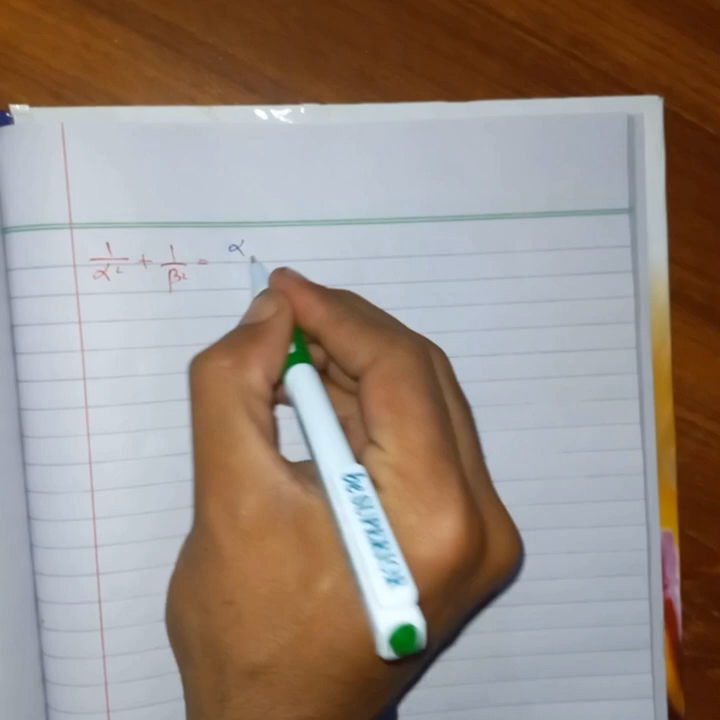 1/α² + 1/β² = α